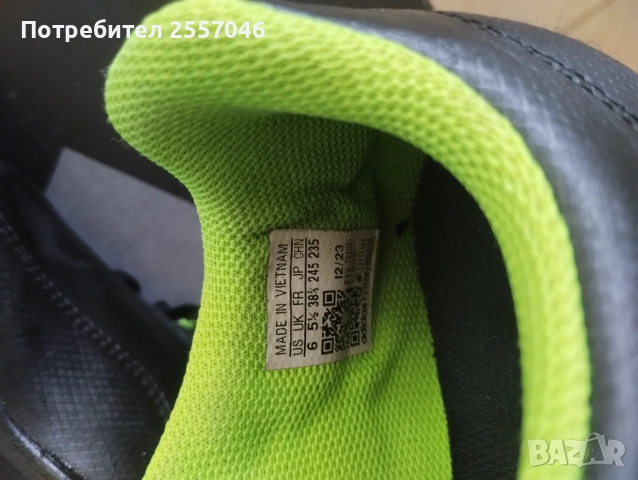 Потребител 2557046
MADE IN VIETNAM
US UK FR JP CHN
6 5½ 38⅔ 245 235
12/23
BAZAR